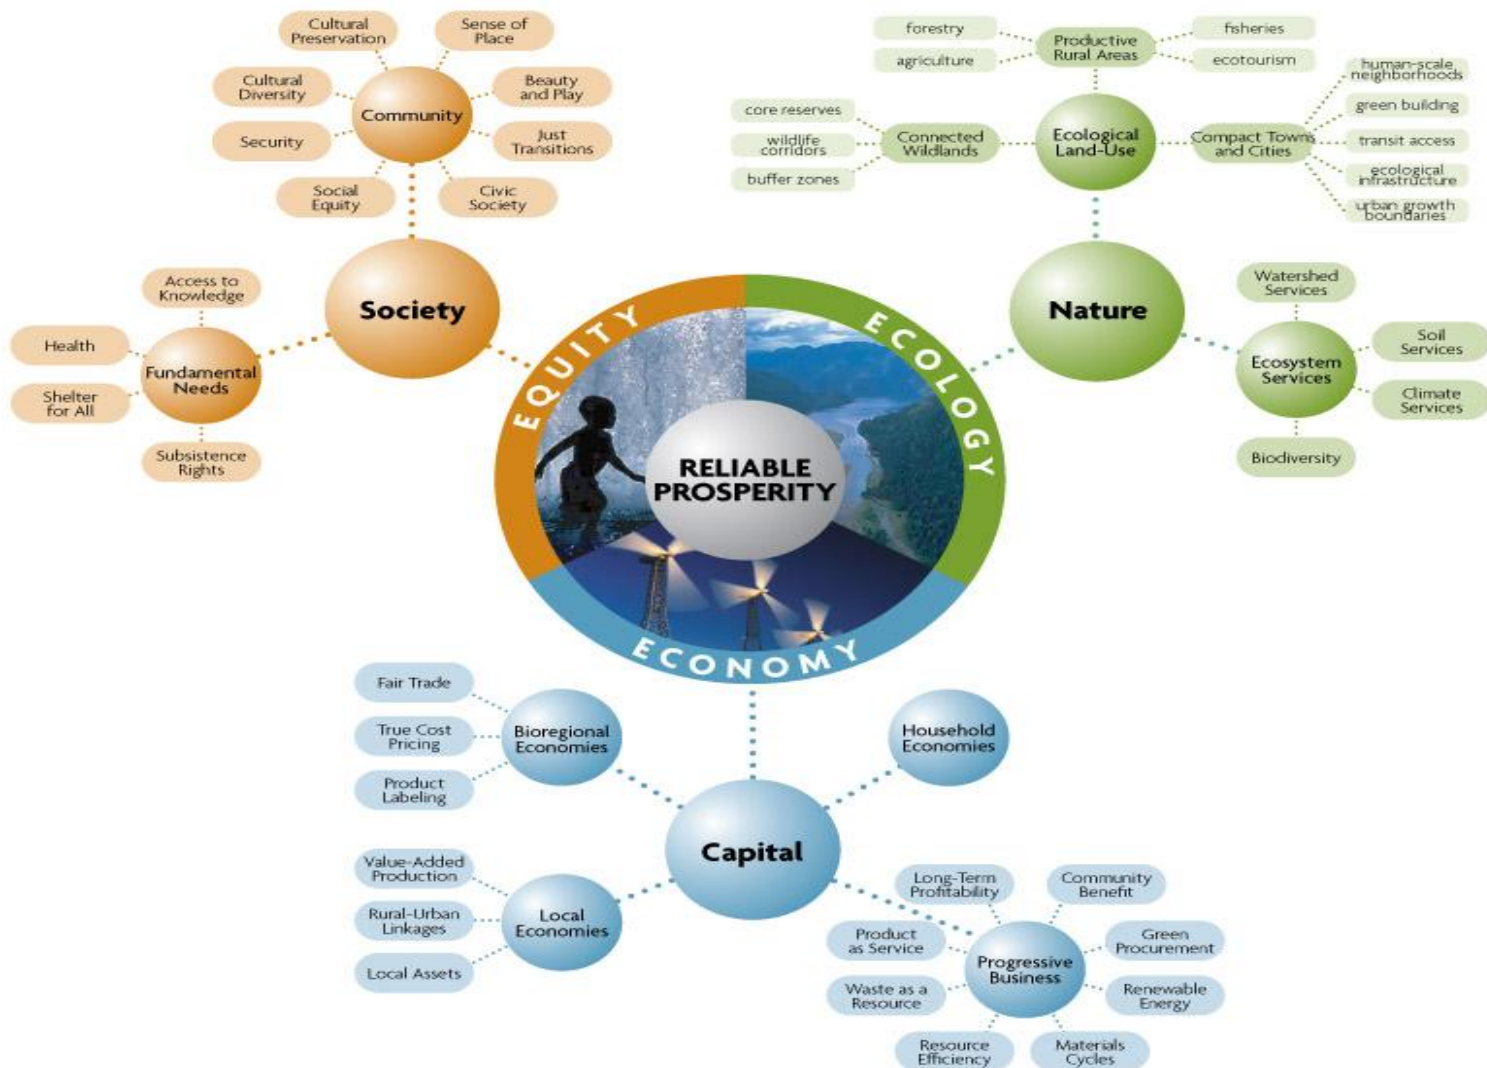 Cultural
Preservation
Sense of
Place
Cultural
Diversity
Beauty
and Play
Community
Security
Just
Transitions
Social
Equity
Civic
Society
Society
Access to
Knowledge
Health
Fundamental
Needs
Shelter
for All
Subsistence
Rights
forestry
Productive
Rural Areas
fisheries
agriculture
ecotourism
human-scale
neighborhoods
core reserves
green building
wildlife
corridors
Connected
Wildlands
Ecological
Land-Use
Compact Towns
and Cities
transit access
buffer zones
ecological
infrastructure
urban growth
boundaries
Nature
Watershed
Services
Soil
Services
Ecosystem
Services
Climate
Services
Biodiversity
EQUITY
ECOLOGY
RELIABLE
PROSPERITY
ECONOMY
Fair Trade
Bioregional
Economies
True Cost
Pricing
Product
Labeling
Household
Economies
Capital
Value-Added
Production
Rural-Urban
Linkages
Local
Economies
Local Assets
Long-Term
Profitability
Community
Benefit
Product
as Service
Green
Procurement
Progressive
Business
Waste as a
Resource
Renewable
Energy
Resource
Efficiency
Materials
Cycles